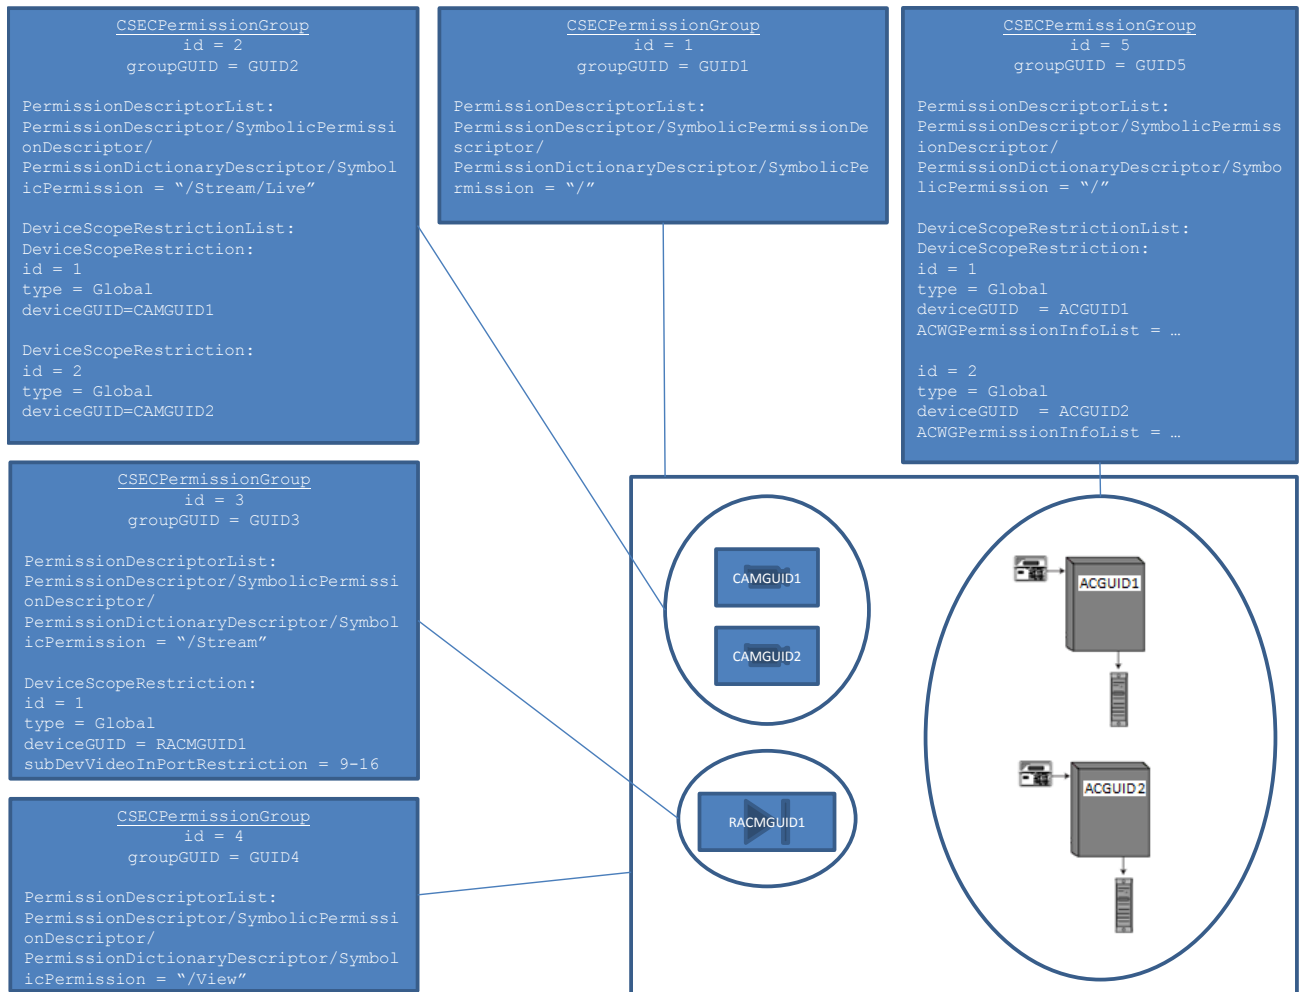 CSECPermissionGroup
id = 2
groupGUID = GUID2
PermissionDescriptorList:
PermissionDescriptor/SymbolicPermissi
onDescriptor/
PermissionDictionaryDescriptor/Symbol
icPermission = “/Stream/Live”
DeviceScopeRestrictionList:
DeviceScopeRestriction:
id = 1
type = Global
deviceGUID=CAMGUID1
DeviceScopeRestriction:
id = 2
type = Global
deviceGUID=CAMGUID2
CSECPermissionGroup
id = 1
groupGUID = GUID1
PermissionDescriptorList:
PermissionDescriptor/SymbolicPermissionDe
scriptor/
PermissionDictionaryDescriptor/SymbolicPe
rmission = “/”
CSECPermissionGroup
id = 5
groupGUID = GUID5
PermissionDescriptorList:
PermissionDescriptor/SymbolicPermiss
ionDescriptor/
PermissionDictionaryDescriptor/Symbo
licPermission = “/”
DeviceScopeRestrictionList:
DeviceScopeRestriction:
id = 1
type = Global
deviceGUID  = ACGUID1
ACWGPermissionInfoList = …
id = 2
type = Global
deviceGUID  = ACGUID2
ACWGPermissionInfoList = …
CSECPermissionGroup
id = 3
groupGUID = GUID3
PermissionDescriptorList:
PermissionDescriptor/SymbolicPermissi
onDescriptor/
PermissionDictionaryDescriptor/Symbol
icPermission = “/Stream”
DeviceScopeRestriction:
id = 1
type = Global
deviceGUID = RACMGUID1
subDevVideoInPortRestriction = 9-16
CSECPermissionGroup
id = 4
groupGUID = GUID4
PermissionDescriptorList:
PermissionDescriptor/SymbolicPermissi
onDescriptor/
PermissionDictionaryDescriptor/Symbol
icPermission = “/View”
CAMGUID1
CAMGUID2
RACMGUID1
ACGUID1
ACGUID2